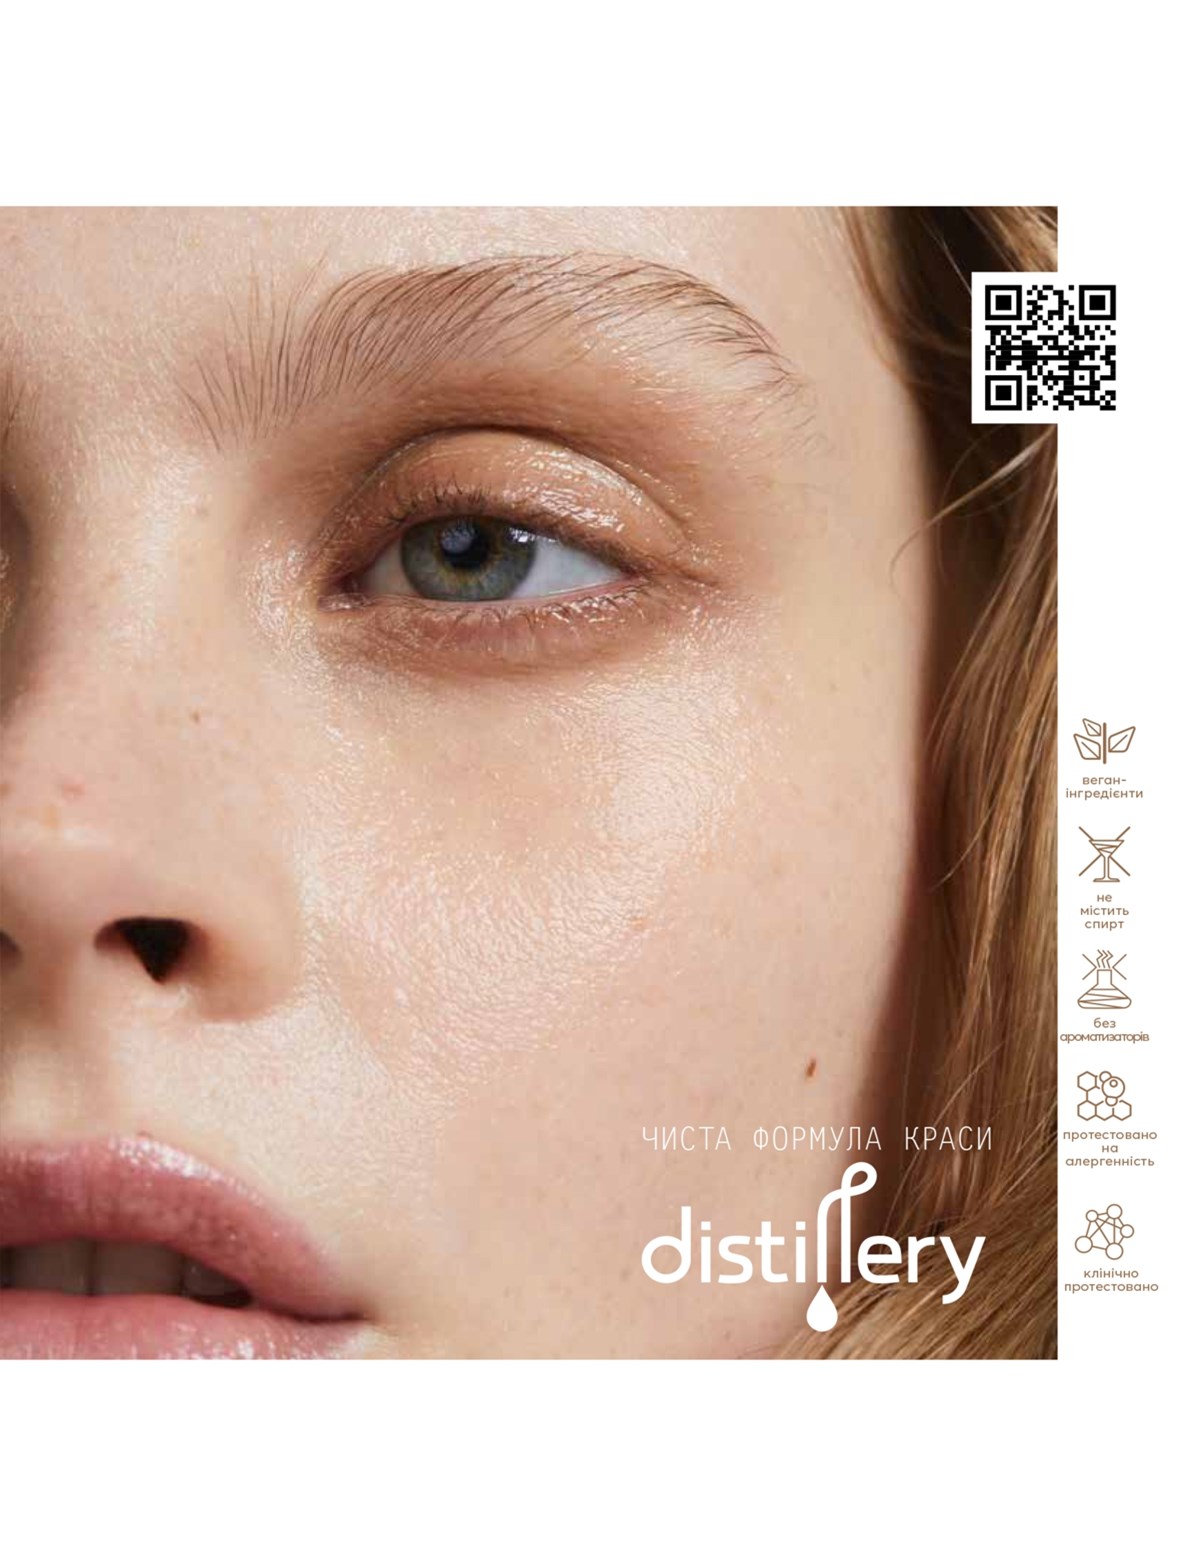 веган-
інгредієнти
не
містить
спирт
без
ароматизаторів
протестовано
на
алергенність
клінічно
протестовано
ЧИСТА ФОРМУЛА КРАСИ
distillery